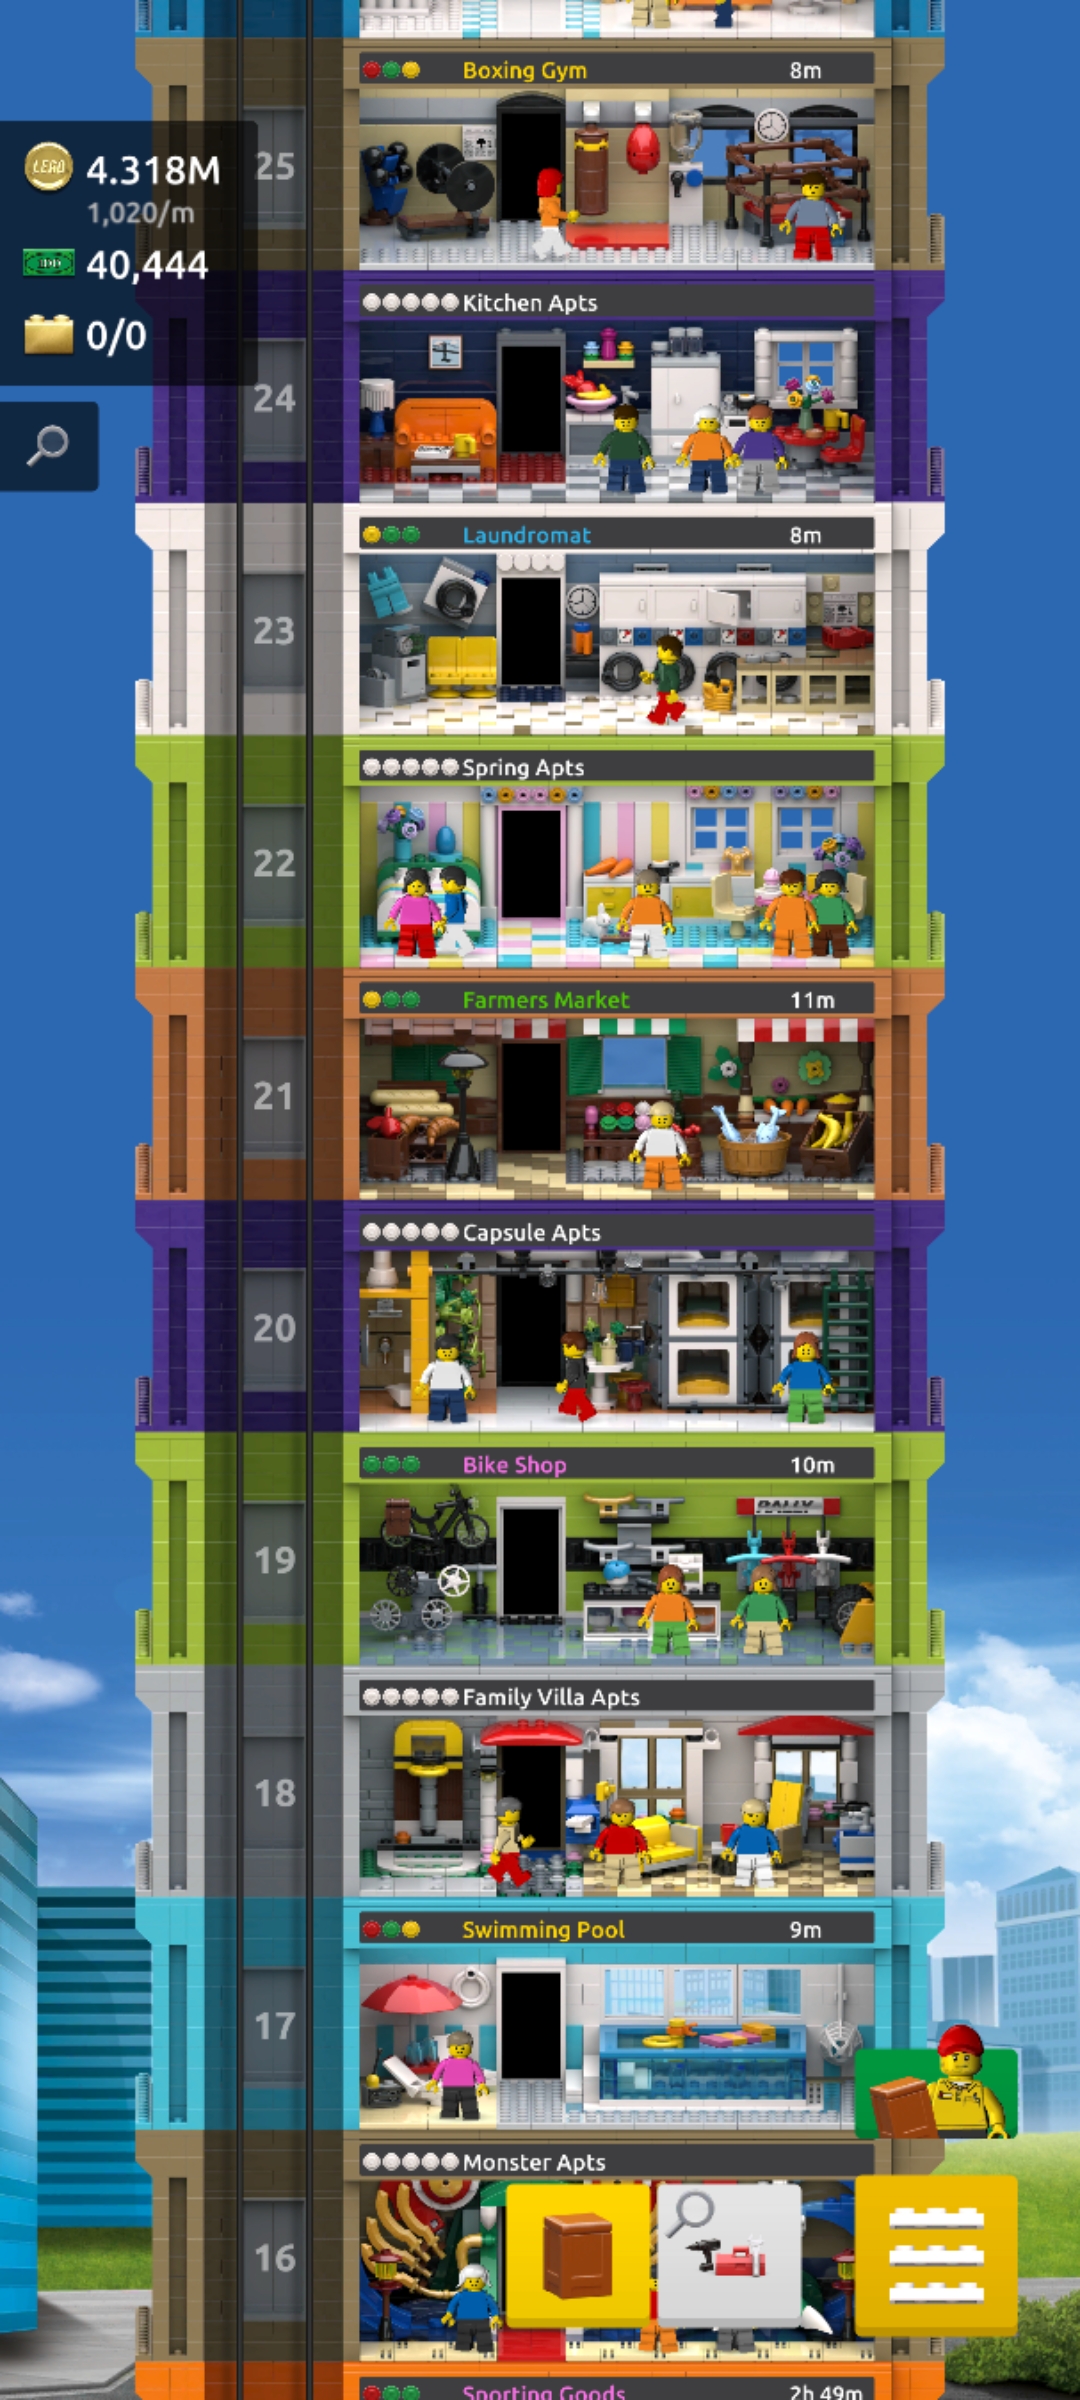 Boxing Gym 8m
25
LEGO 4.318M
1,020/m
40,444
0/0
Kitchen Apts
24
Laundromat 8m
23
Spring Apts
22
Farmers Market 11m
21
Capsule Apts
20
Bike Shop 10m
RALLY
19
Family Villa Apts
18
Swimming Pool 9m
17
Monster Apts
16
Sporting Goods 2h 49m